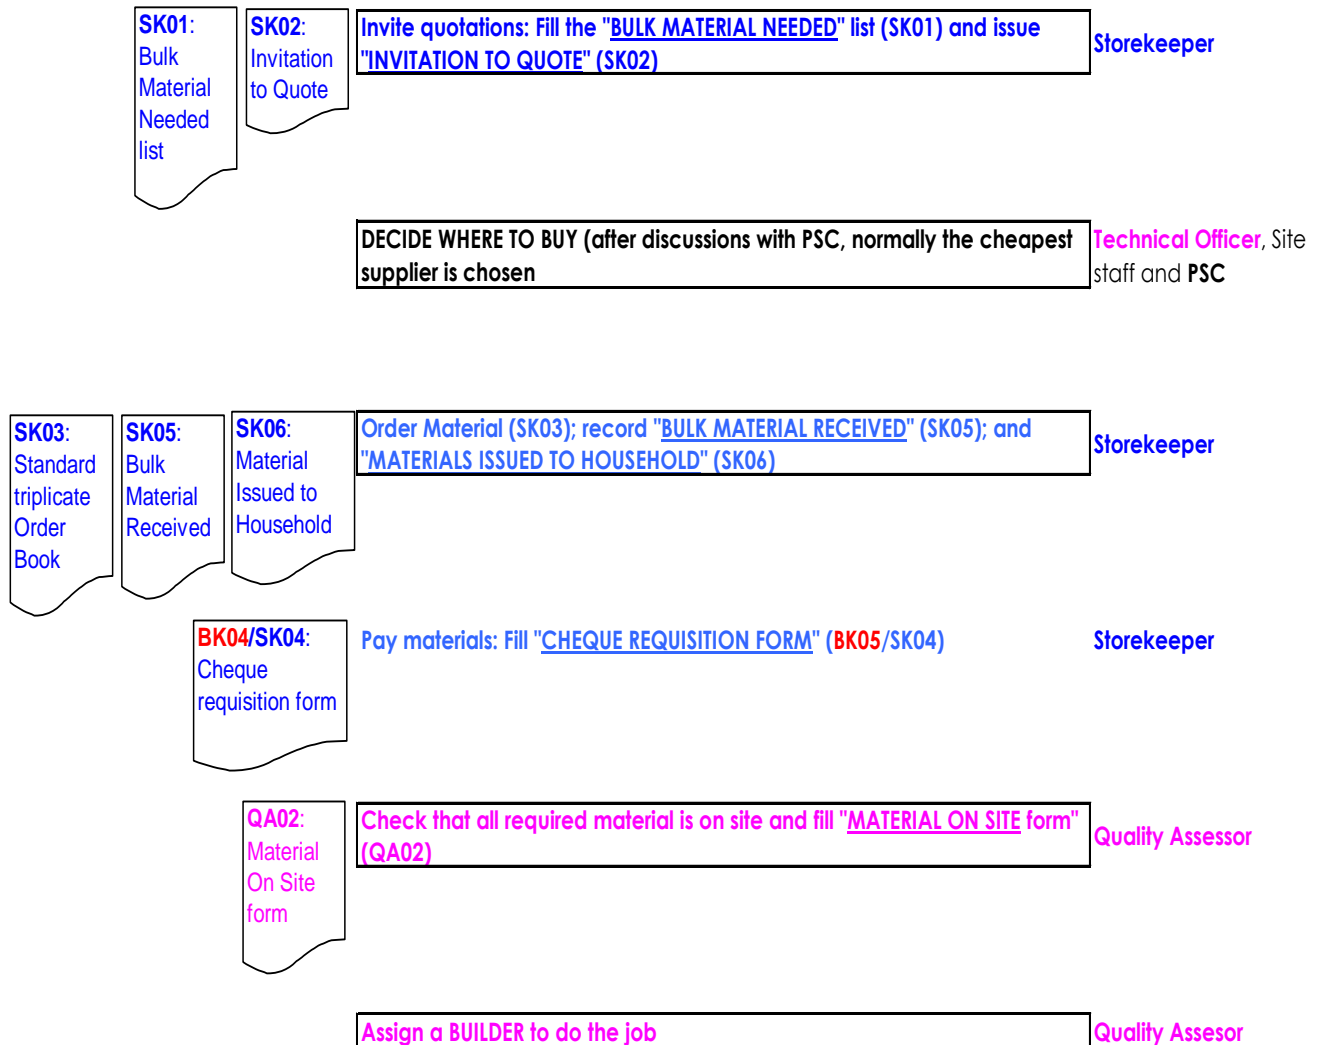 SK01:
Bulk
Material
Needed
list
SK02:
Invitation
to Quote
Invite quotations: Fill the "BULK MATERIAL NEEDED" list (SK01) and issue
"INVITATION TO QUOTE" (SK02)
Storekeeper
DECIDE WHERE TO BUY (after discussions with PSC, normally the cheapest
supplier is chosen
Technical Officer, Site
staff and PSC
SK03:
Standard
triplicate
Order
Book
SK05:
Bulk
Material
Received
SK06:
Material
Issued to
Household
Order Material (SK03); record "BULK MATERIAL RECEIVED" (SK05); and
"MATERIALS ISSUED TO HOUSEHOLD" (SK06)
Storekeeper
BK04/SK04:
Cheque
requisition form
Pay materials: Fill "CHEQUE REQUISITION FORM" (BK05/SK04)
Storekeeper
QA02:
Material
On Site
form
Check that all required material is on site and fill "MATERIAL ON SITE form"
(QA02)
Quality Assessor
Assign a BUILDER to do the job
Quality Assesor